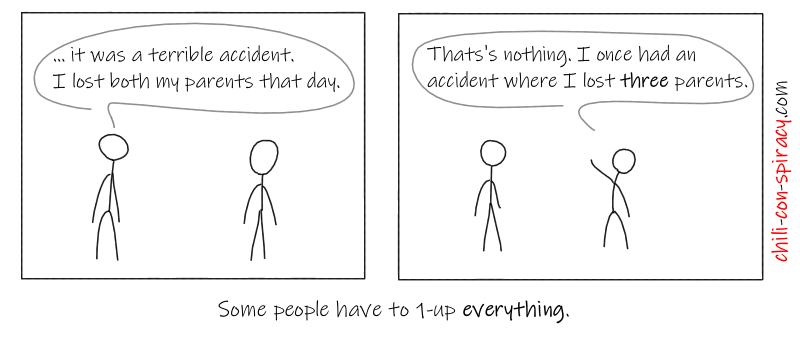 ... it was a terrible accident.
I lost both my parents that day.
Thats's nothing. I once had an
accident where I lost three parents.
chili-con-spiracy.com
Some people have to 1-up everything.